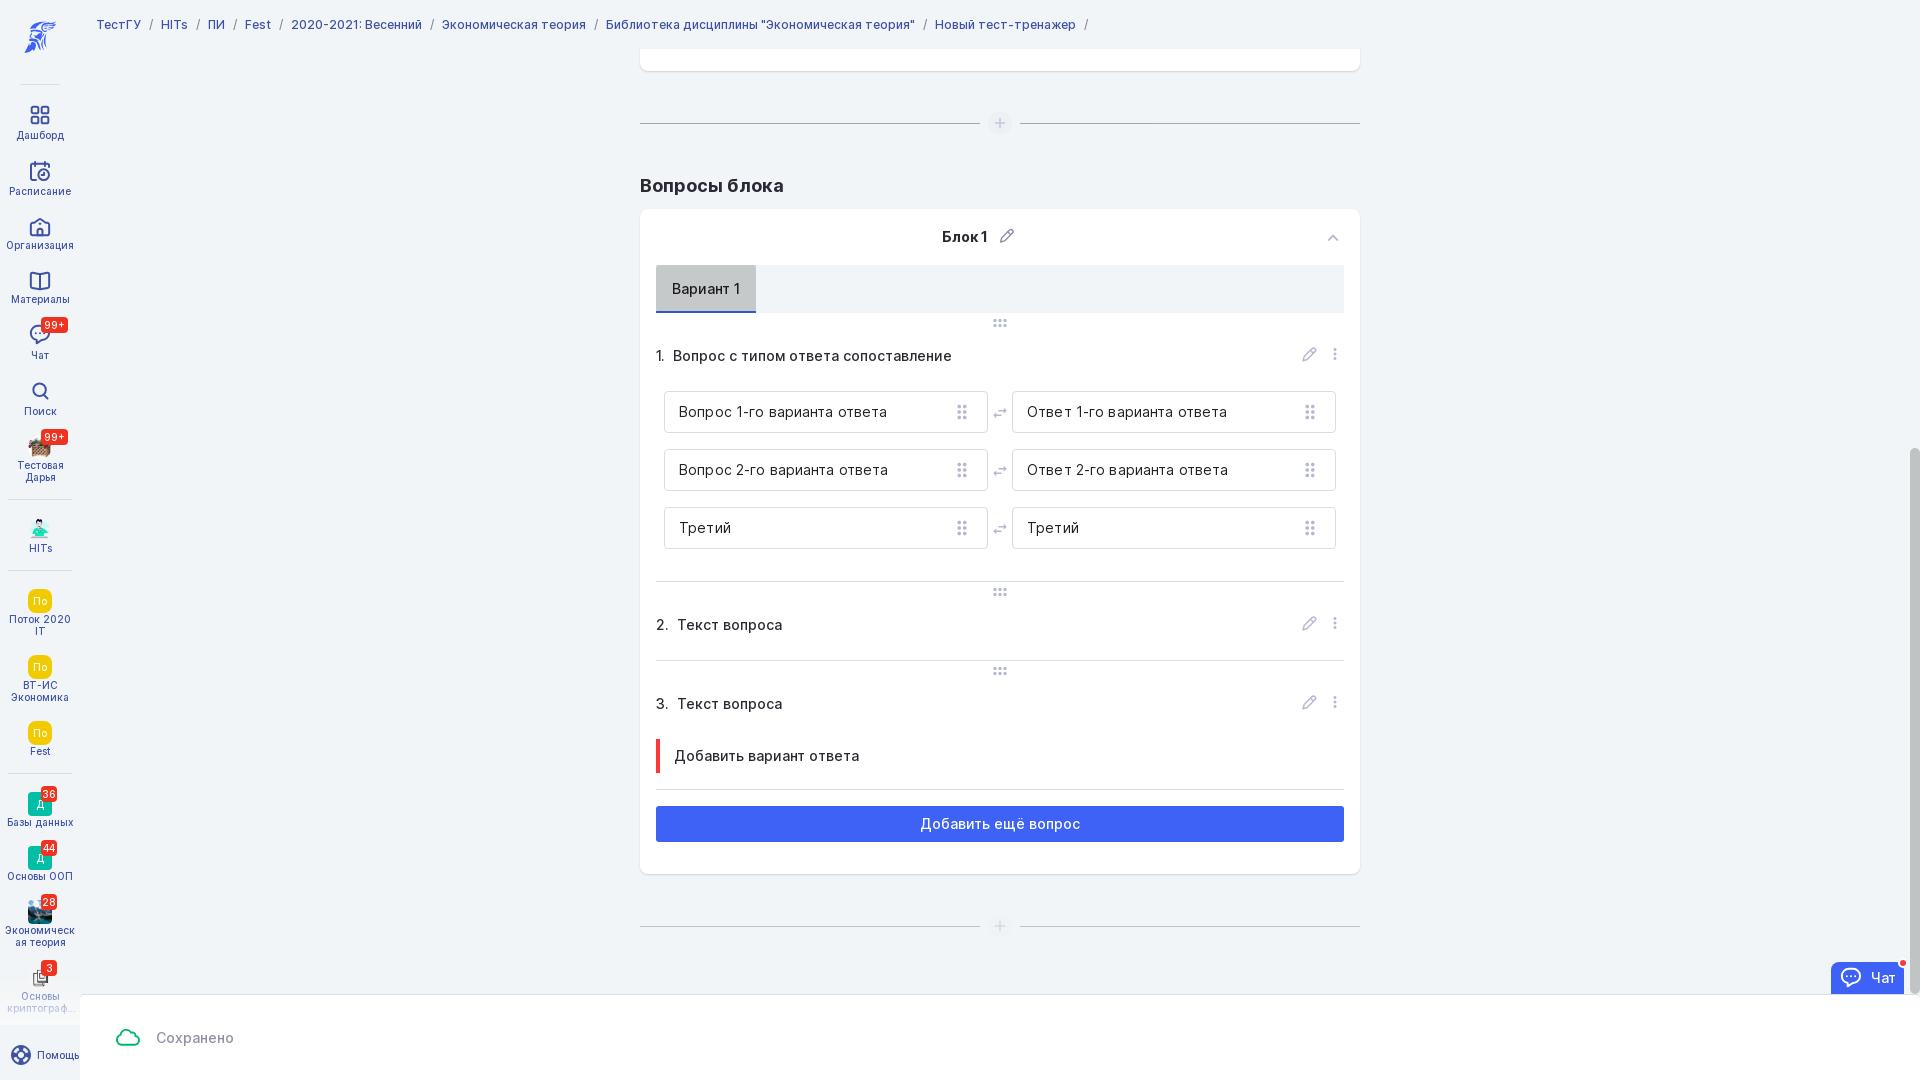 ТестГУ / HITs / ПИ / Fest / 2020-2021: Весенний / Экономическая теория / Библиотека дисциплины "Экономическая теория" / Новый тест-тренажер /
Дашборд
Расписание
Организация
Материалы
99+
Чат
Поиск
99+
Тестовая
Дарья
HITs
По
Поток 2020
IT
По
ВТ-ИС
Экономика
По
Fest
36
Д
Базы данных
44
Д
Основы ООП
28
Экономическ
ая теория
3
Основы
криптограф...
Помощь
Вопросы блока
Блок 1
Вариант 1
1. Вопрос с типом ответа сопоставление
Вопрос 1-го варианта ответа
Ответ 1-го варианта ответа
Вопрос 2-го варианта ответа
Ответ 2-го варианта ответа
Третий
Третий
2. Текст вопроса
3. Текст вопроса
Добавить вариант ответа
Добавить ещё вопрос
Чат
Сохранено